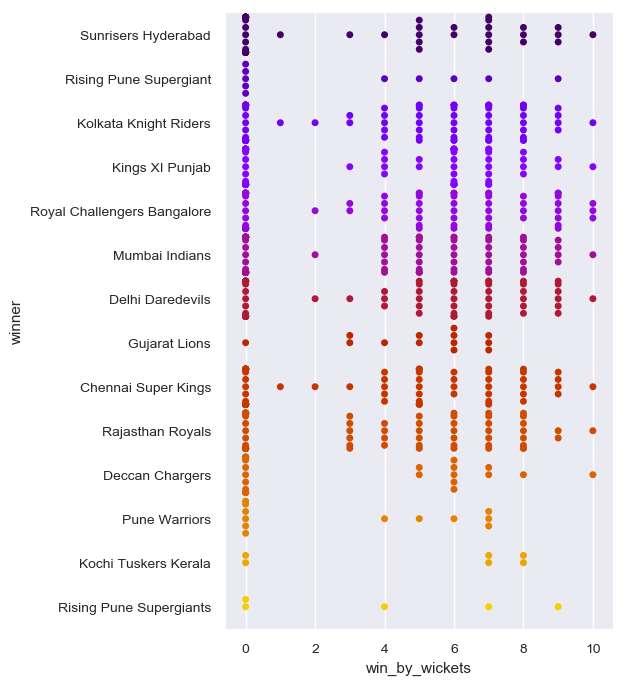 Sunrisers Hyderabad
Rising Pune Supergiant
Kolkata Knight Riders
Kings XI Punjab
Royal Challengers Bangalore
Mumbai Indians
Delhi Daredevils
Gujarat Lions
Chennai Super Kings
Rajasthan Royals
Deccan Chargers
Pune Warriors
Kochi Tuskers Kerala
Rising Pune Supergiants
winner
0 2 4 6 8 10
win_by_wickets